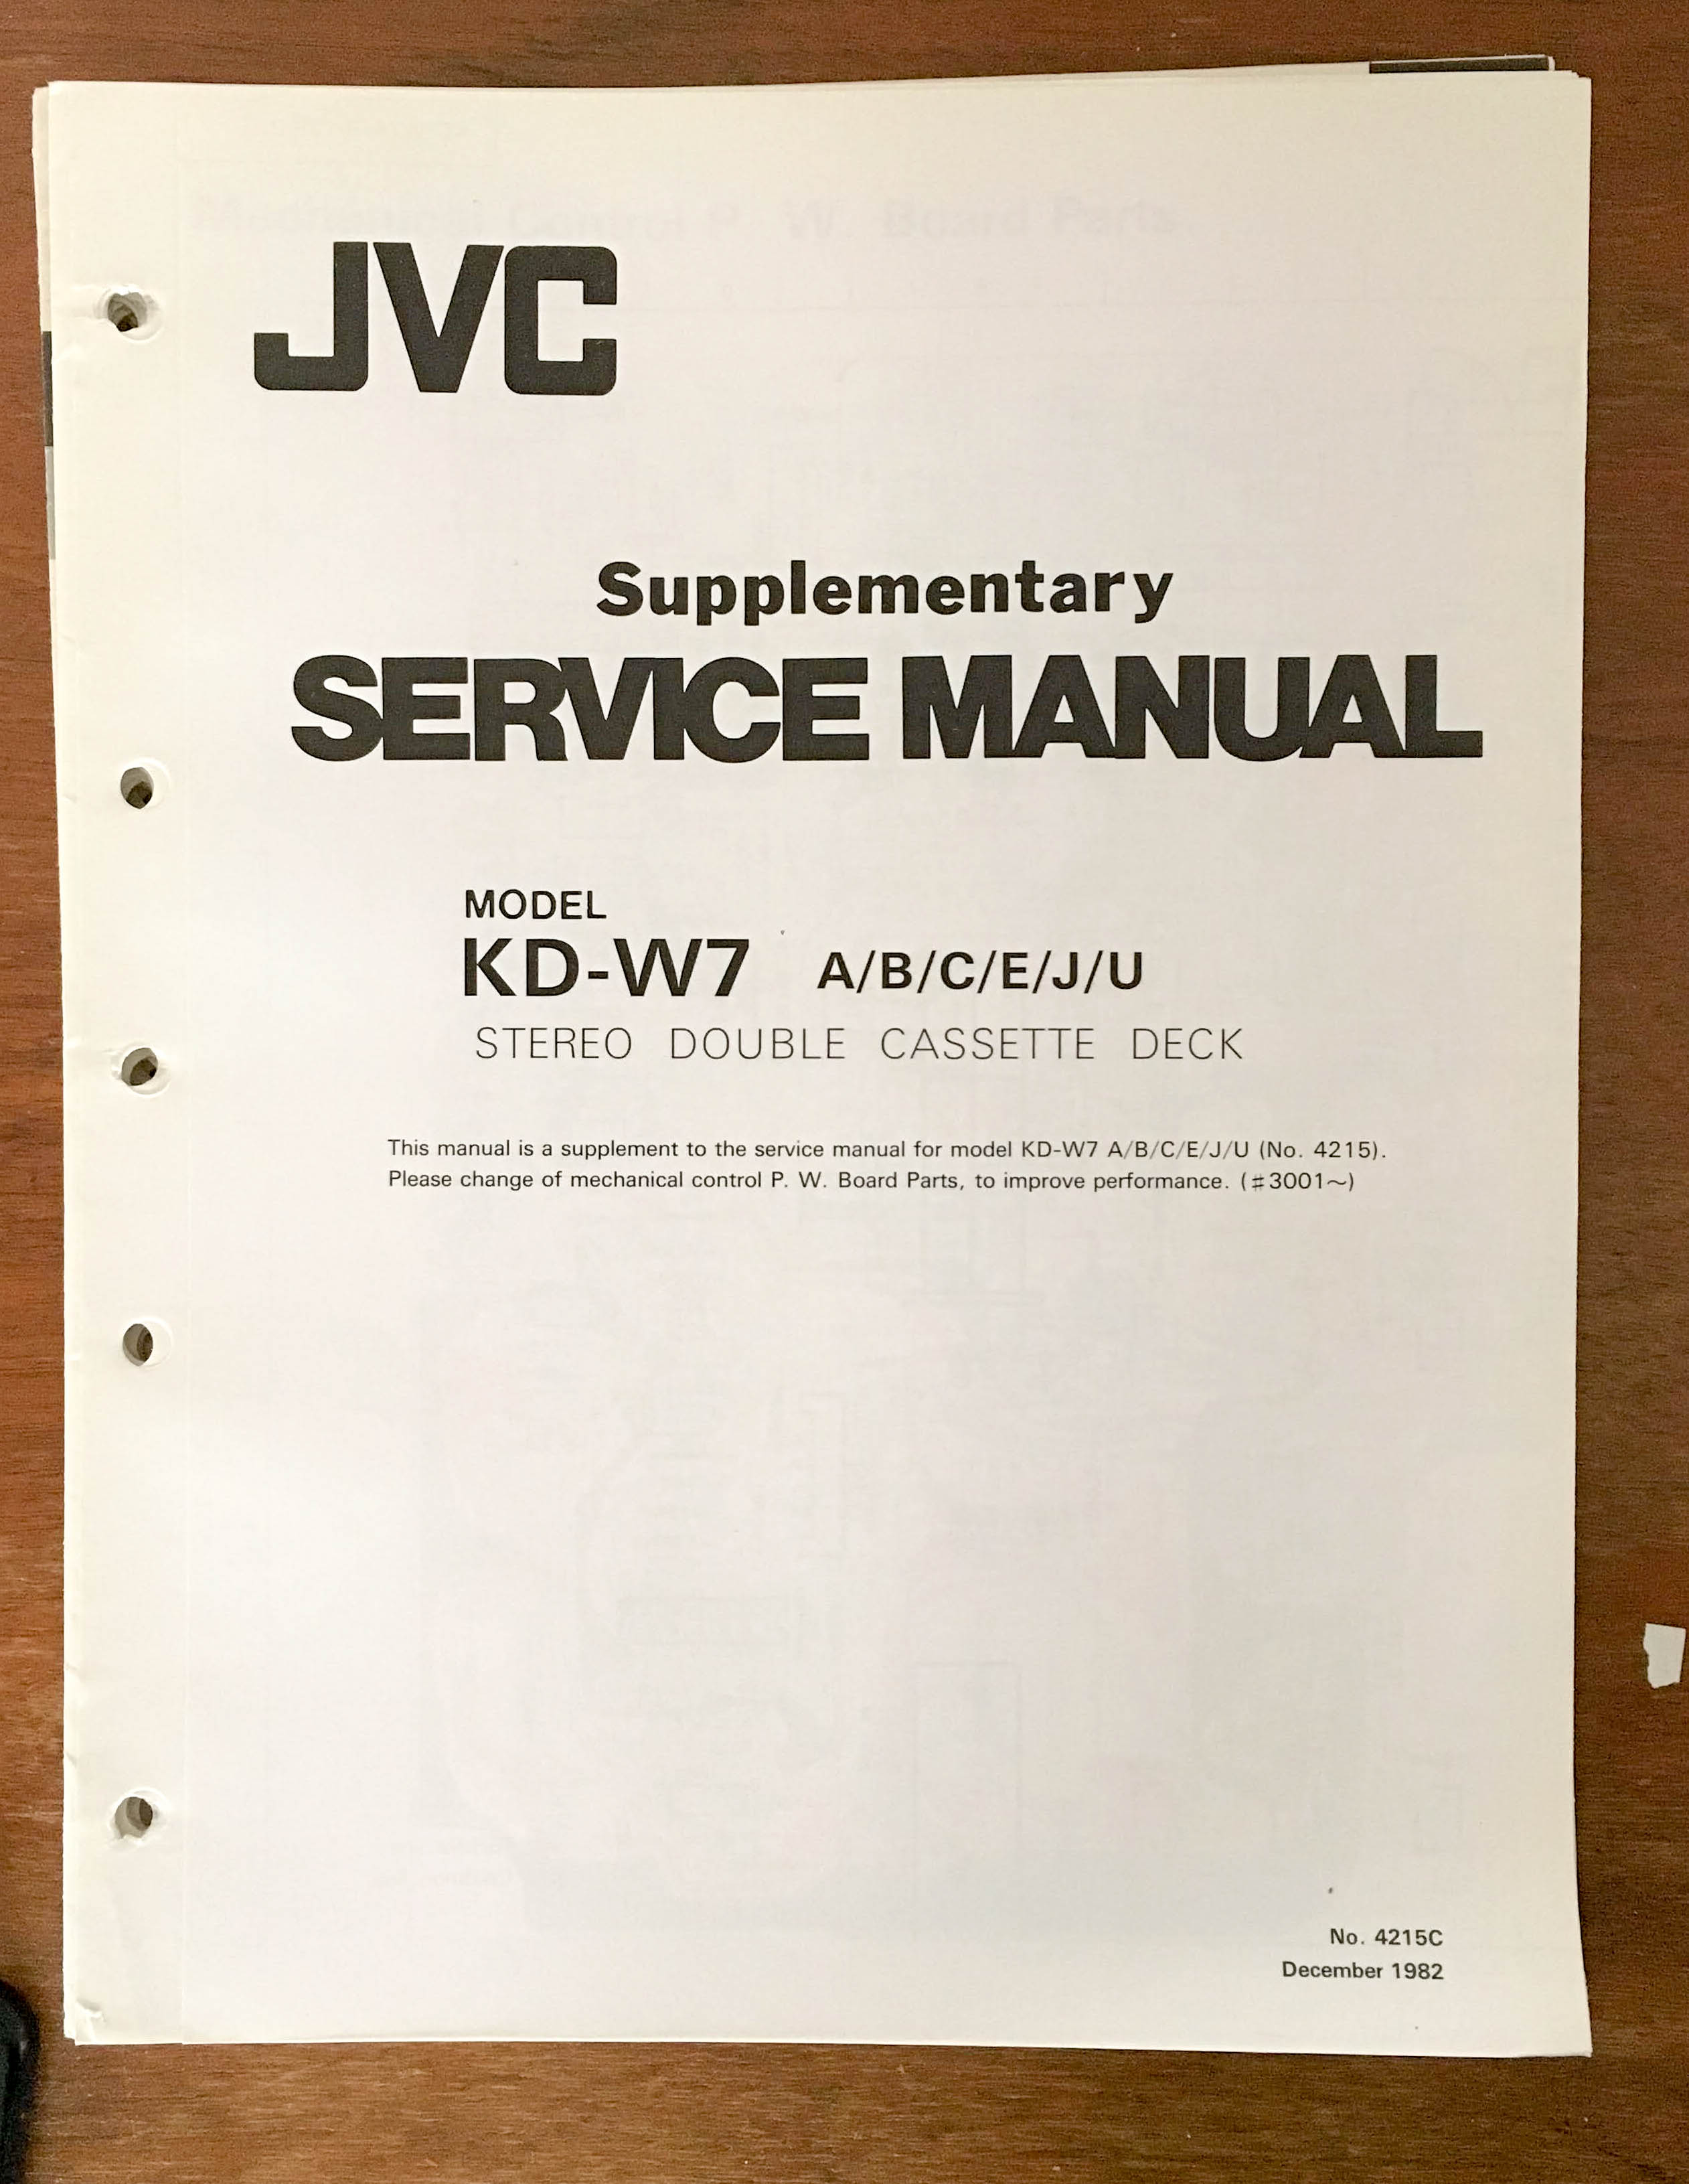 JVC
Supplementary
SERVICE MANUAL
MODEL
KD-W7 A/B/C/E/J/U
STEREO DOUBLE CASSETTE DECK
This manual is a supplement to the service manual for model KD-W7 A/B/C/E/J/U (No. 4215).
Please change of mechanical control P. W. Board Parts, to improve performance. (♯3001～)
No. 4215C
December 1982